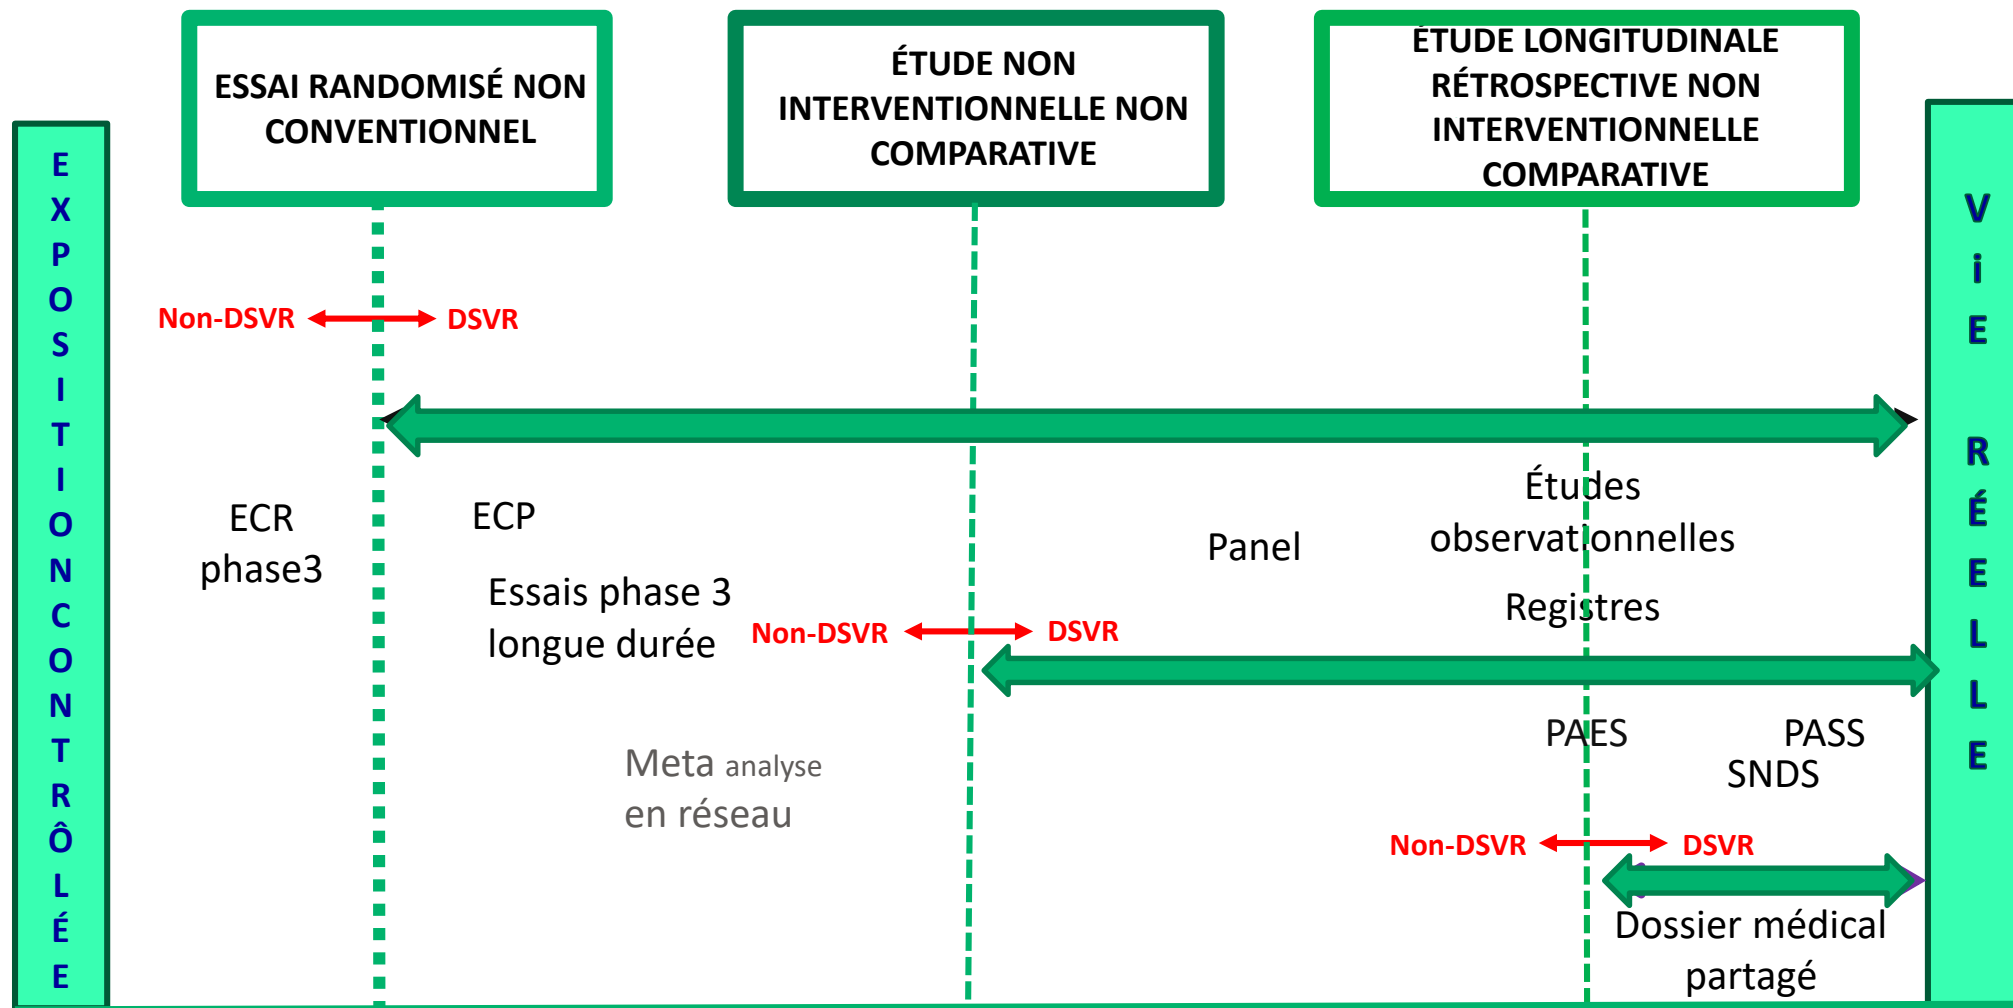 ESSAI RANDOMISÉ NON
CONVENTIONNEL
ÉTUDE NON
INTERVENTIONNELLE NON
COMPARATIVE
ÉTUDE LONGITUDINALE
RÉTROSPECTIVE NON
INTERVENTIONNELLE
COMPARATIVE
EXPOSITIONCONTRÔLÉE
ViE RÉELLE
Non-DSVR
DSVR
ECR
phase3
ECP
Essais phase 3
longue durée
Panel
Études
observationnelles
Registres
Non-DSVR
DSVR
Meta analyse
en réseau
PAES
PASS
SNDS
Non-DSVR
DSVR
Dossier médical
partagé